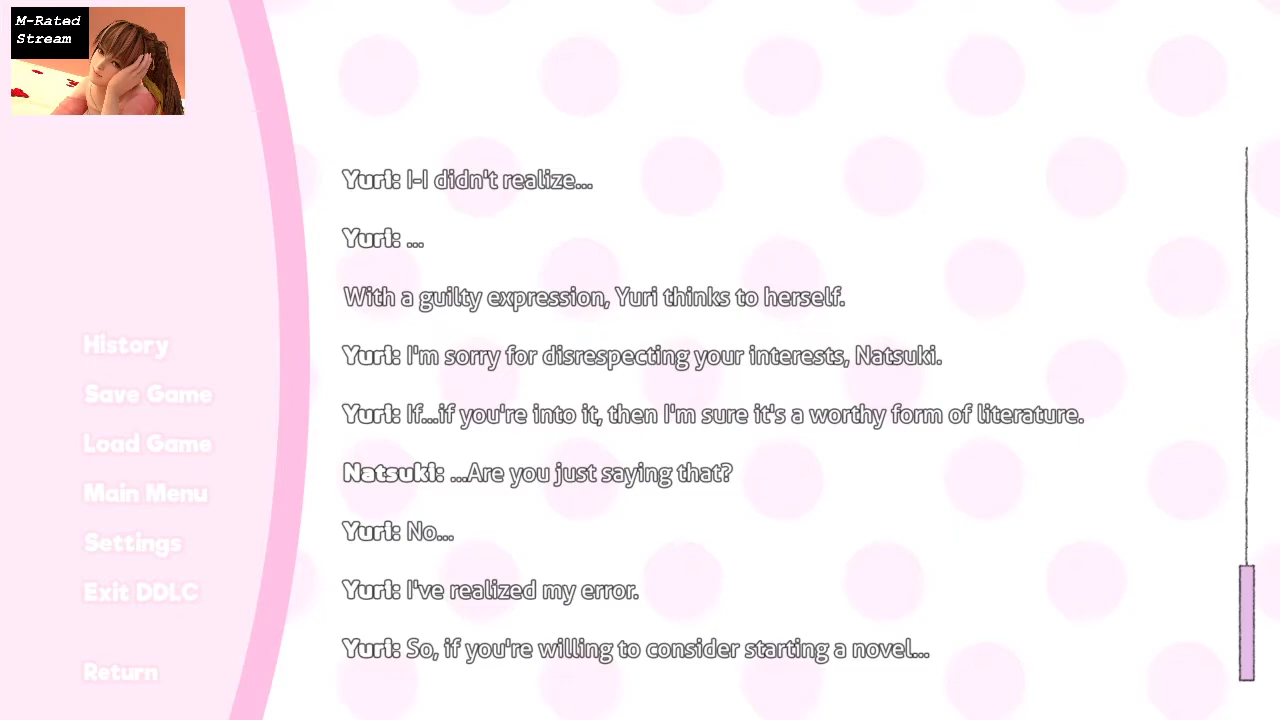 M-Rated
Stream
Yuri: I-I didn't realize...
Yuri: ...
With a guilty expression, Yuri thinks to herself.
Yuri: I'm sorry for disrespecting your interests, Natsuki.
Yuri: If...if you're into it, then I'm sure it's a worthy form of literature.
Natsuki: ...Are you just saying that?
Yuri: No...
Yuri: I've realized my error.
Yuri: So, if you're willing to consider starting a novel...
History
Save Game
Load Game
Main Menu
Settings
Exit DDLC
Return